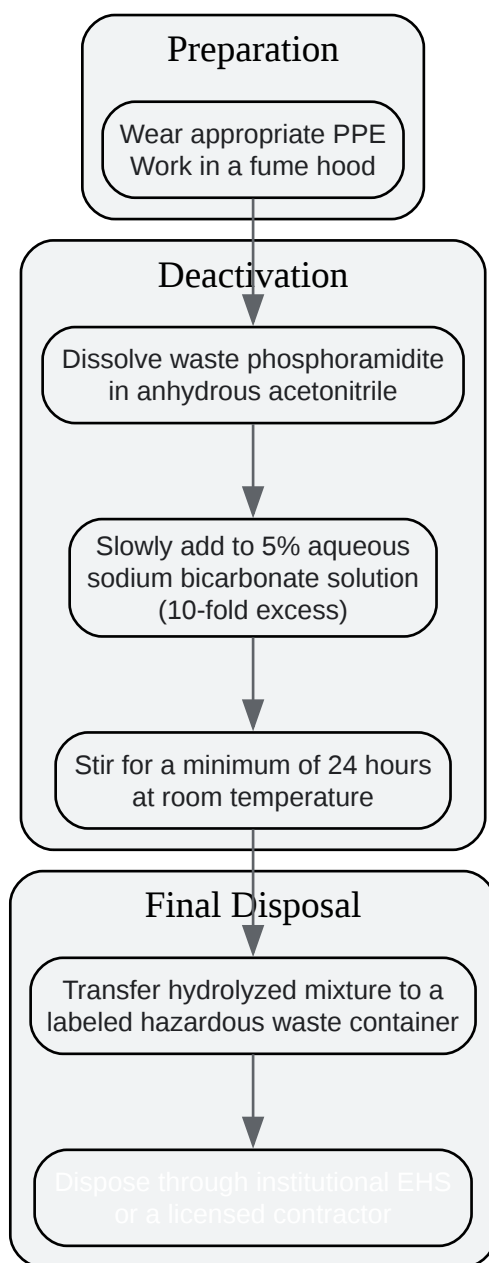 Preparation
Wear appropriate PPE
Work in a fume hood
Deactivation
Dissolve waste phosphoramidite
in anhydrous acetonitrile
Slowly add to 5% aqueous
sodium bicarbonate solution
(10-fold excess)
Stir for a minimum of 24 hours
at room temperature
Final Disposal
Transfer hydrolyzed mixture to a
labeled hazardous waste container
Dispose through institutional EHS
or a licensed contractor